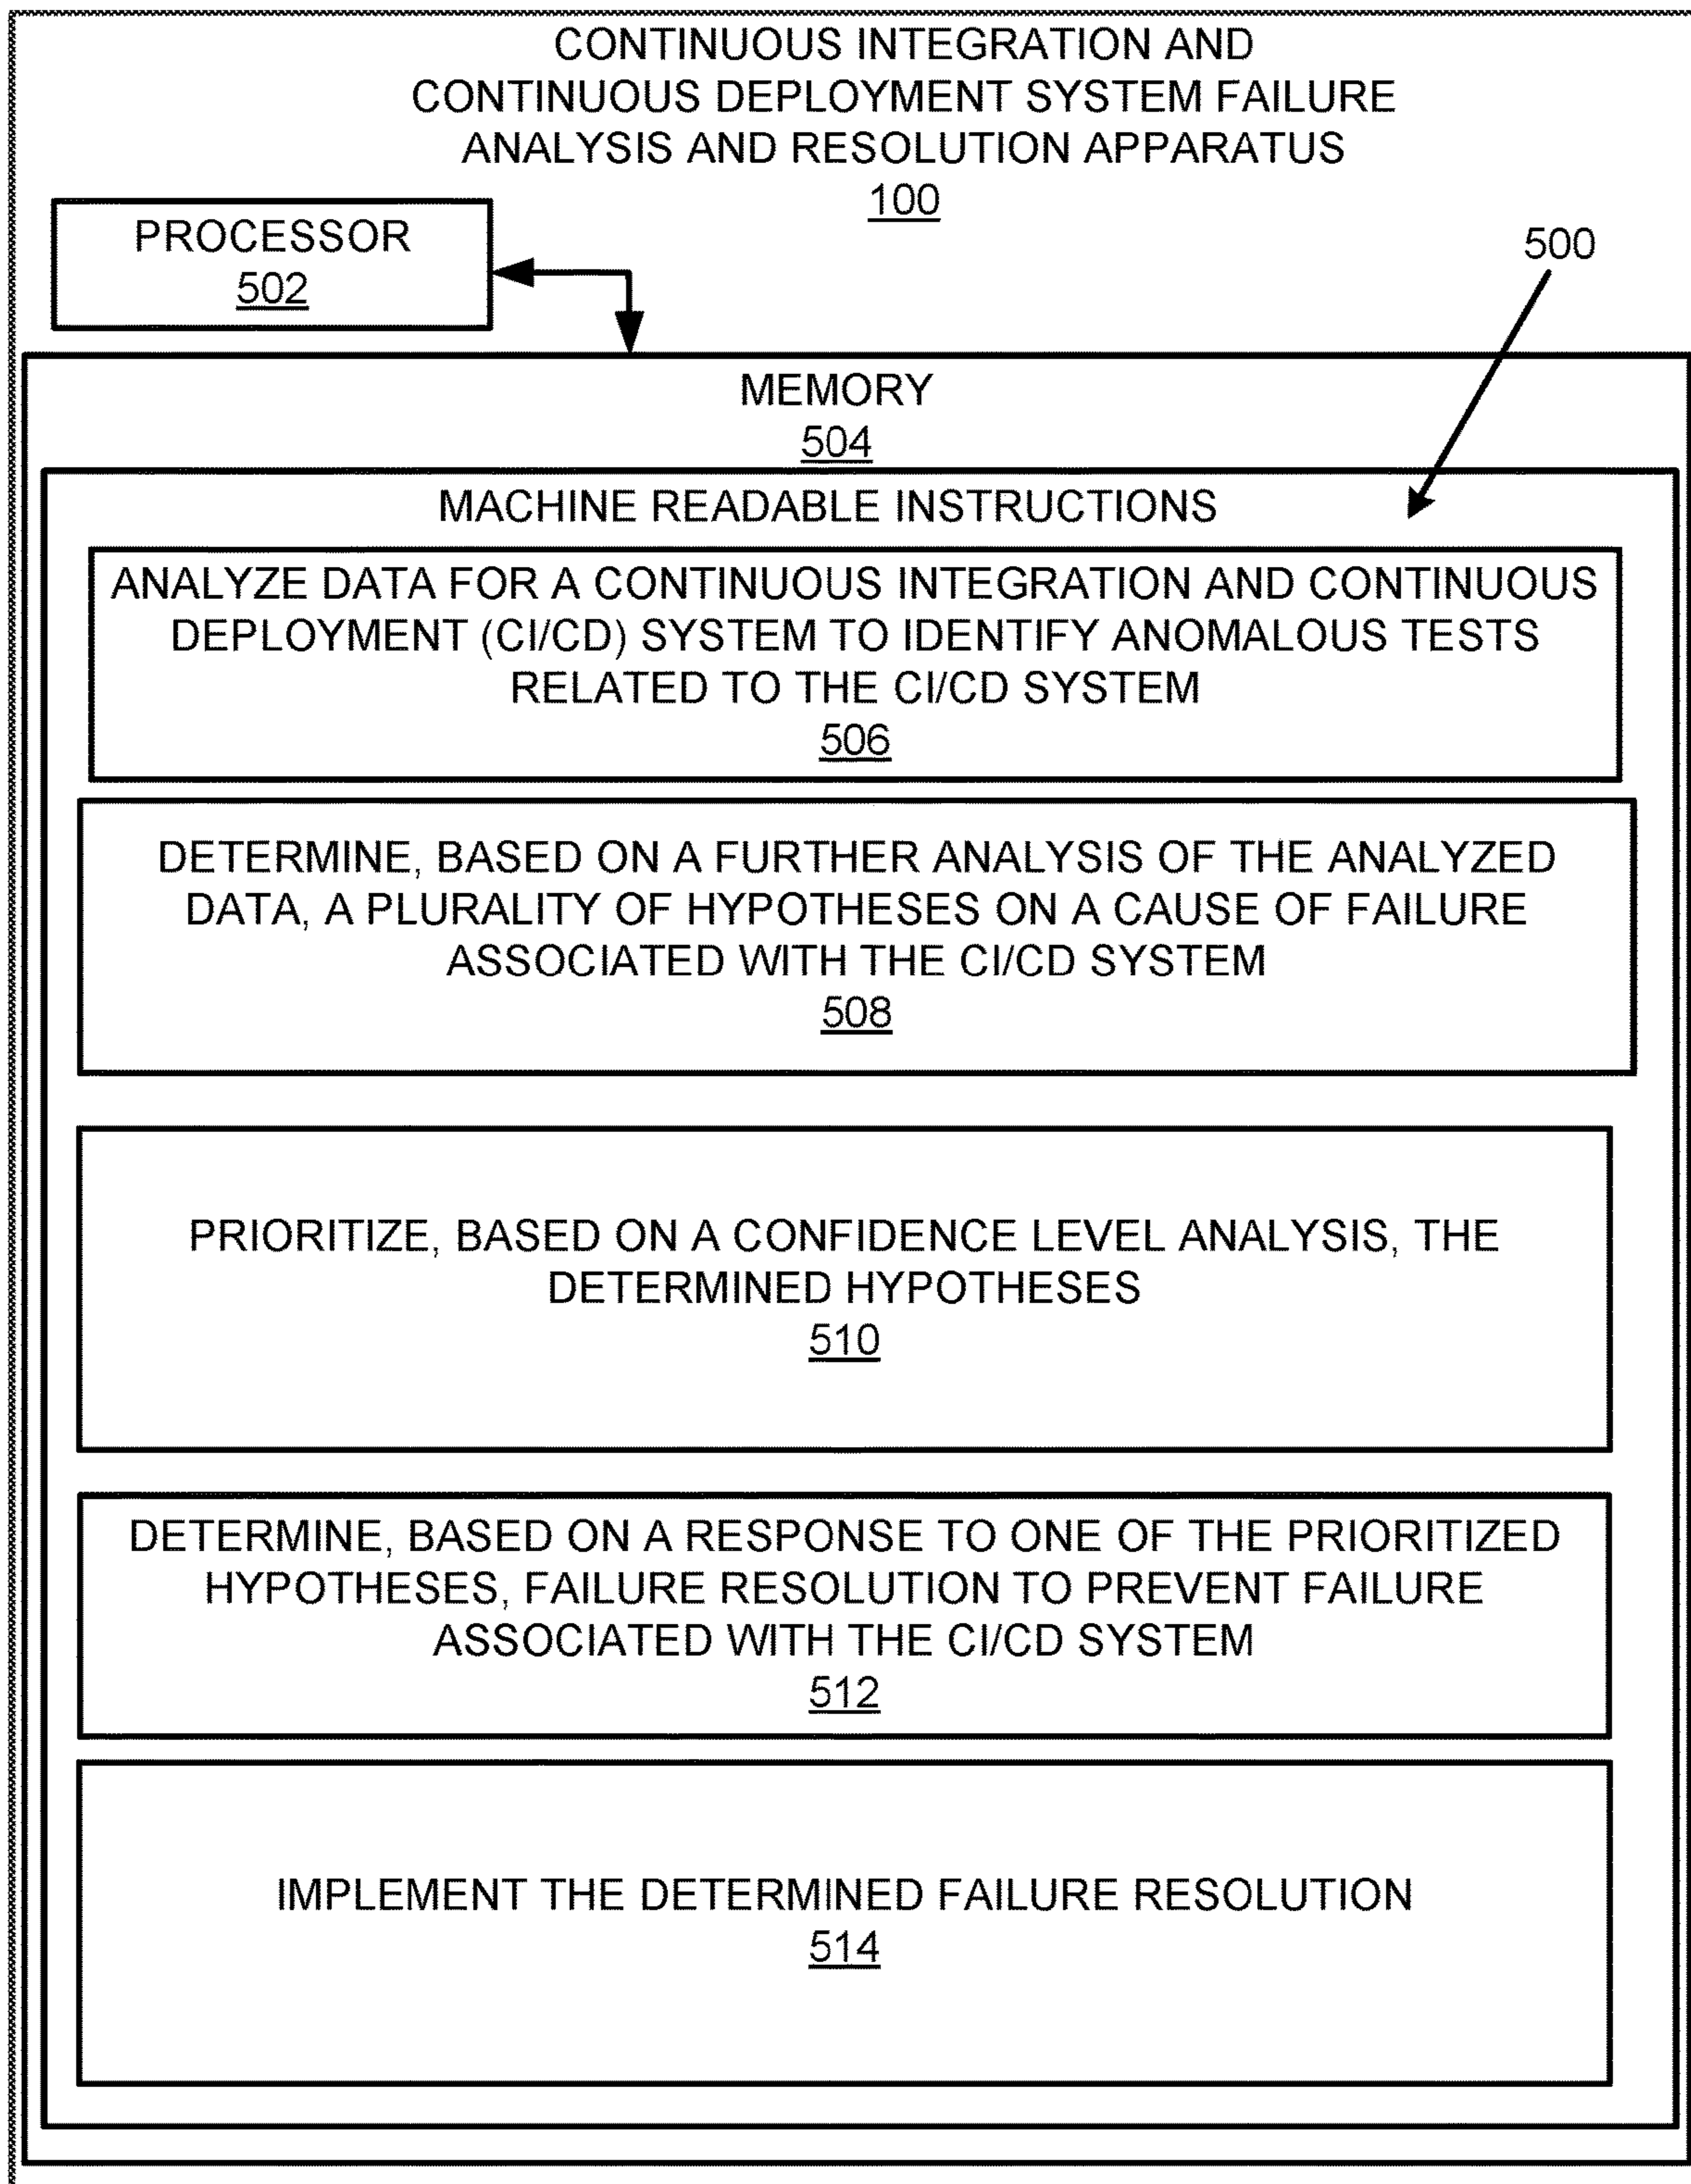 CONTINUOUS INTEGRATION AND
CONTINUOUS DEPLOYMENT SYSTEM FAILURE
ANALYSIS AND RESOLUTION APPARATUS
100
PROCESSOR
502
500
MEMORY
504
MACHINE READABLE INSTRUCTIONS
ANALYZE DATA FOR A CONTINUOUS INTEGRATION AND CONTINUOUS
DEPLOYMENT (CI/CD) SYSTEM TO IDENTIFY ANOMALOUS TESTS
RELATED TO THE CI/CD SYSTEM
506
DETERMINE, BASED ON A FURTHER ANALYSIS OF THE ANALYZED
DATA, A PLURALITY OF HYPOTHESES ON A CAUSE OF FAILURE
ASSOCIATED WITH THE CI/CD SYSTEM
508
PRIORITIZE, BASED ON A CONFIDENCE LEVEL ANALYSIS, THE
DETERMINED HYPOTHESES
510
DETERMINE, BASED ON A RESPONSE TO ONE OF THE PRIORITIZED
HYPOTHESES, FAILURE RESOLUTION TO PREVENT FAILURE
ASSOCIATED WITH THE CI/CD SYSTEM
512
IMPLEMENT THE DETERMINED FAILURE RESOLUTION
514